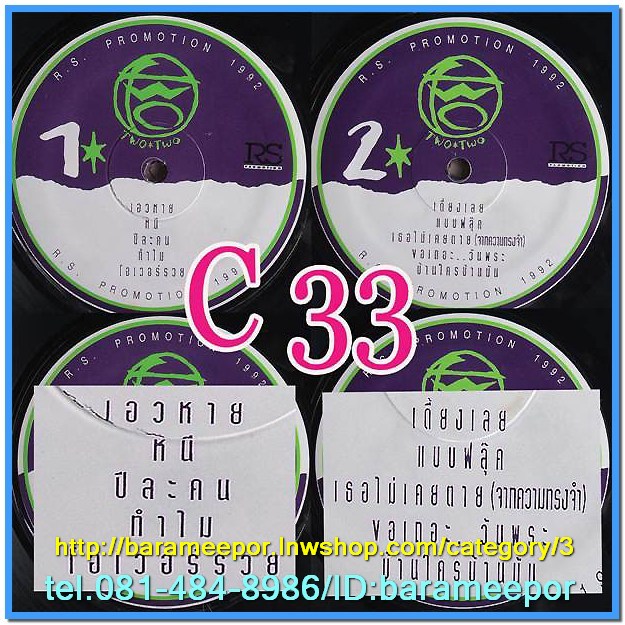 R.S. PROMOTION 1992
TWO★TWO
1★
RS
PROMOTION
เอวหาย
หนี
ปีละคน
ทำไม
โอเวอร์รวย
R.S. PROMOTION 1992
R.S. PROMOTION 1992
TWO★TWO
2★
RS
PROMOTION
เดี้ยงเลย
แบบฟลุ๊ค
เธอไม่เคยตาย (จากความทรงจำ)
ขอเถอะ..วันพระ
บ้านใครบ้านมัน
R.S. PROMOTION 1992
C 33
R.S. PROMOTION 1992
เอวหาย
หนี
ปีละคน
ทำไม
โอเวอร์รวย
R.S. PROMOTION 1992
เดี้ยงเลย
แบบฟลุ๊ค
เธอไม่เคยตาย (จากความทรงจำ)
ขอเถอะ..วันพระ
บ้านใครบ้านมัน
http://barameepor.lnwshop.com/category/3
tel.081-484-8986/ID:barameepor